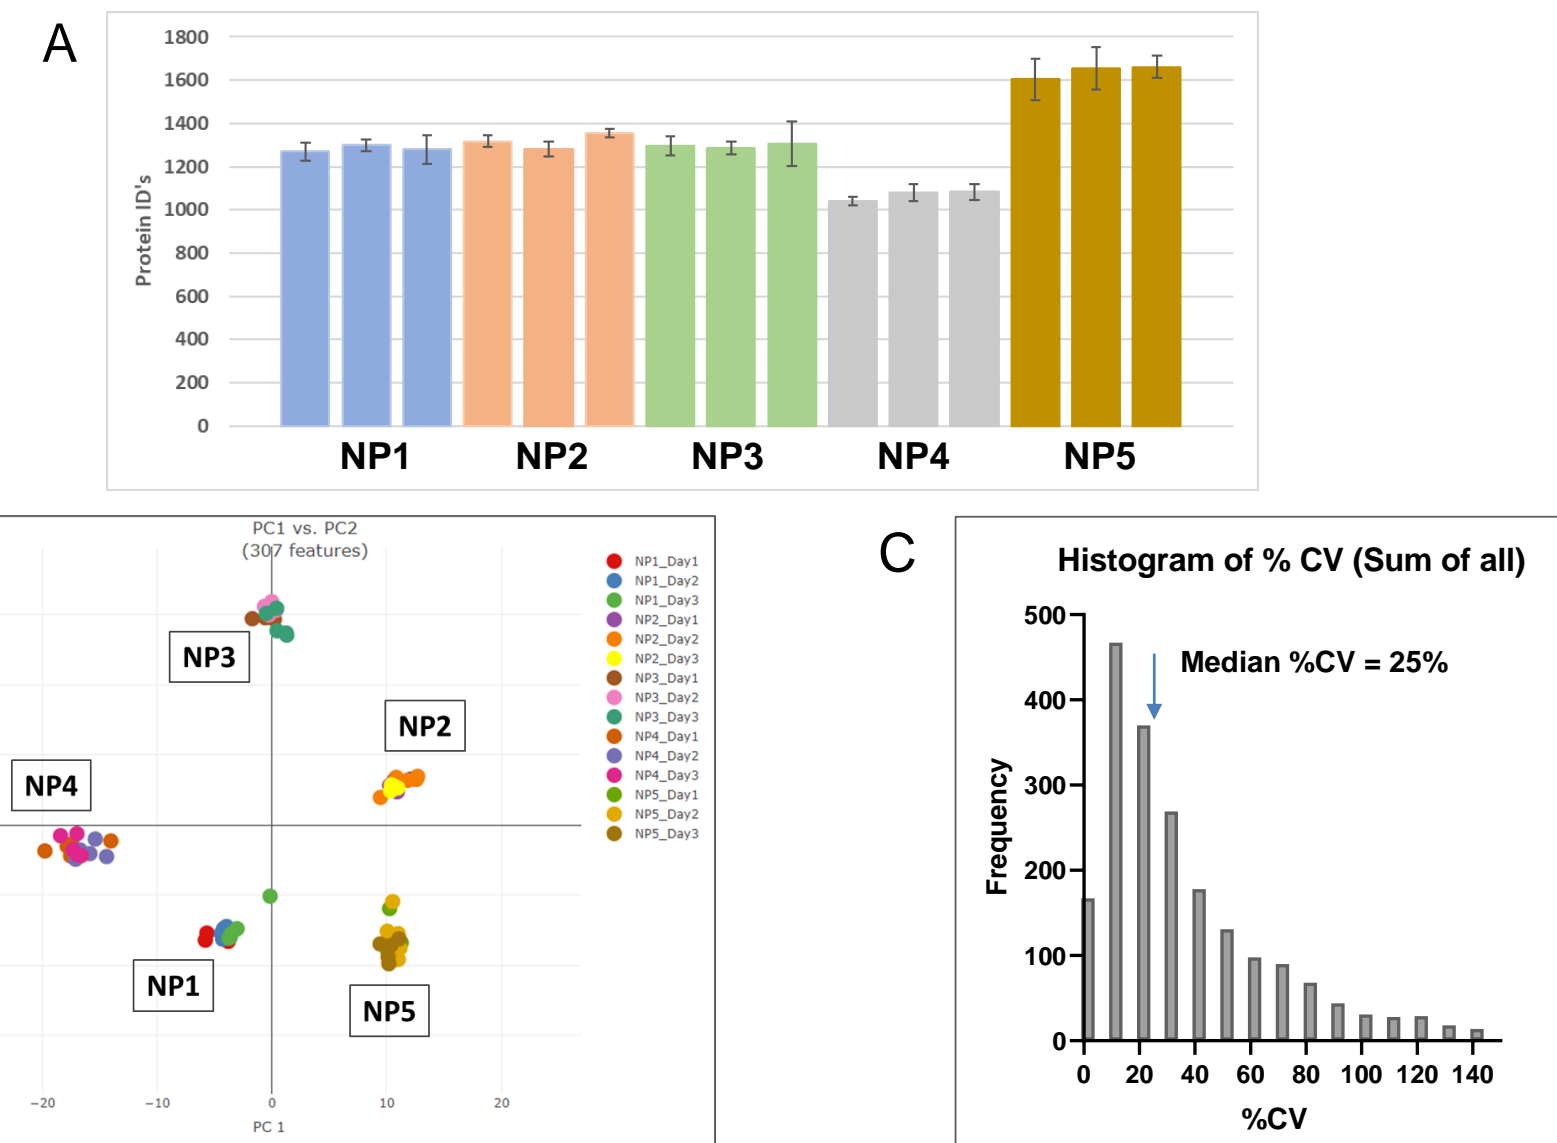 A
1800
1600
1400
1200
1000
800
600
400
200
0
Protein ID's
NP1 NP2 NP3 NP4 NP5
PC1 vs. PC2
(307 features)
NP3
NP2
NP4
NP1
NP5
NP1_Day1
NP1_Day2
NP1_Day3
NP2_Day1
NP2_Day2
NP2_Day3
NP3_Day1
NP3_Day2
NP3_Day3
NP4_Day1
NP4_Day2
NP4_Day3
NP5_Day1
NP5_Day2
NP5_Day3
−20 −10 0 10 20
PC 1
C
Histogram of % CV (Sum of all)
Median %CV = 25%
500
400
300
200
100
0
Frequency
0 20 40 60 80 100 120 140
%CV